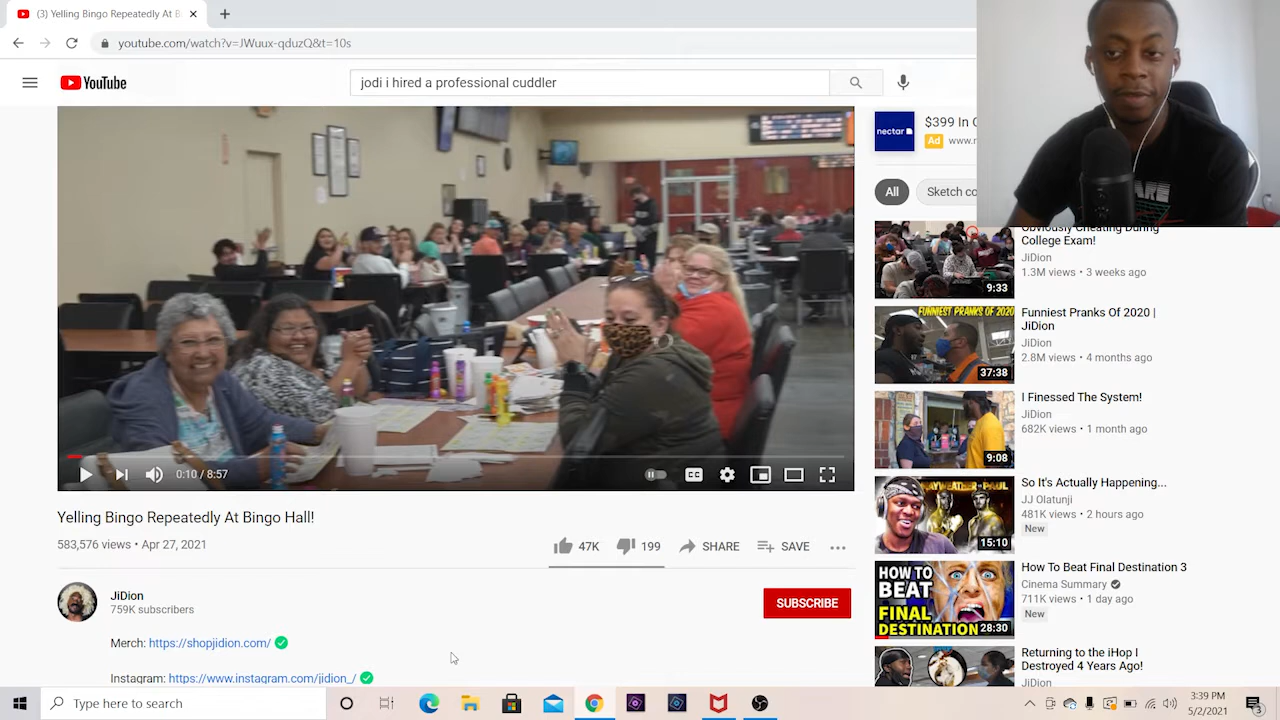 (3) Yelling Bingo Repeatedly At B
youtube.com/watch?v=JWuux-qduzQ&t=10s
YouTube
jodi i hired a professional cuddler
nectar
$399 In
Ad
All
Sketch co
Obviously Cheating During
College Exam!
JiDion
1.3M views • 3 weeks ago
9:33
FUNNIEST PRANKS OF 2020
37:38
Funniest Pranks Of 2020 |
JiDion
JiDion
2.8M views • 4 months ago
I Finessed The System!
JiDion
682K views • 1 month ago
9:08
So It's Actually Happening...
JJ Olatunji
481K views • 2 hours ago
New
15:10
HOW TO
BEAT
FINAL
DESTINATION
28:30
How To Beat Final Destination 3
Cinema Summary
711K views • 1 day ago
New
Returning to the iHop I
Destroyed 4 Years Ago!
JiDion
0:10 / 8:57
CC
Yelling Bingo Repeatedly At Bingo Hall!
583,576 views • Apr 27, 2021
47K
199
SHARE
SAVE
JiDion
759K subscribers
SUBSCRIBE
Merch: https://shopjidion.com/
Instagram: https://www.instagram.com/jidion_/
Type here to search
3:39 PM
5/2/2021
3